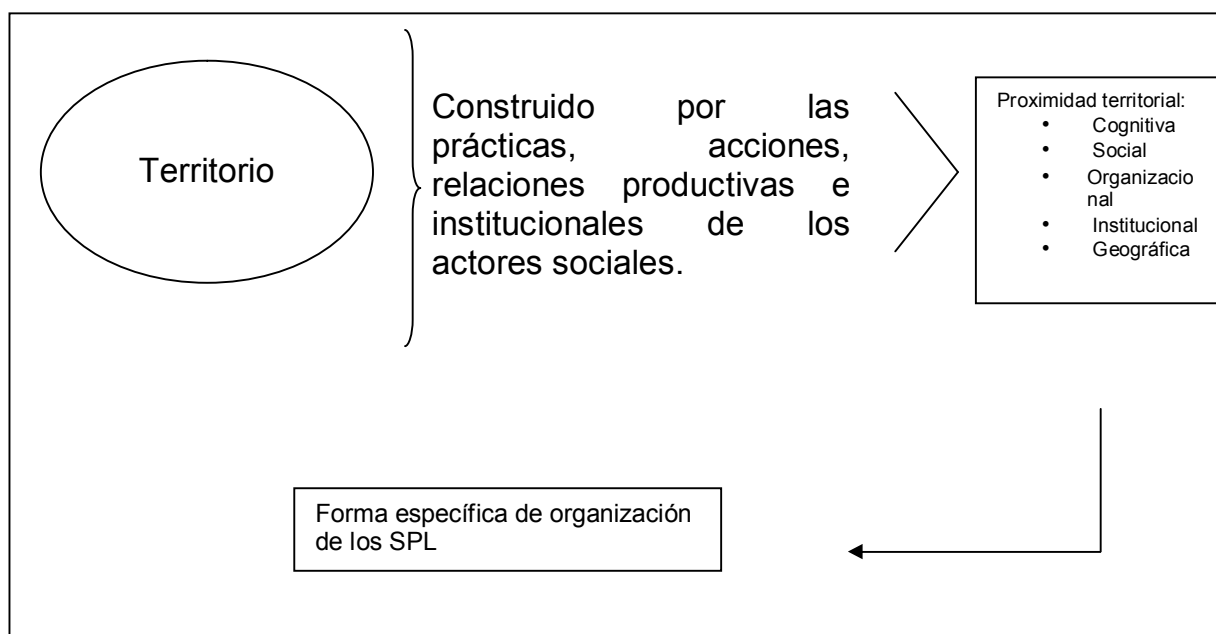 Territorio
Construido por las
prácticas, acciones,
relaciones productivas e
institucionales de los
actores sociales.
Proximidad territorial:
• Cognitiva
• Social
• Organizacio
nal
• Institucional
• Geográfica
Forma específica de organización
de los SPL